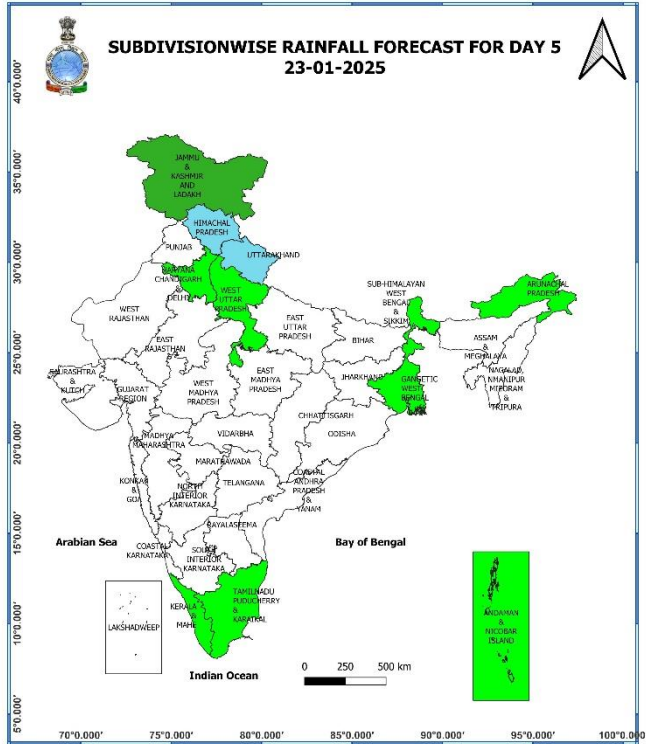 SUBDIVISIONWISE RAINFALL FORECAST FOR DAY 5
23-01-2025
40°0.000'
35°0.000'
30°0.000'
25°0.000'
20°0.000'
15°0.000'
10°0.000'
5°0.000'
JAMMU
&
KASHMIR
AND
LADAKH
HIMACHAL
PRADESH
PUNJAB
UTTARAKHAND
HARYANA
CHANDIGARH
&
DELHI
WEST
UTTAR
PRADESH
WEST
RAJASTHAN
EAST
RAJASTHAN
EAST
UTTAR
PRADESH
SUB-HIMALAYAN
WEST
BENGAL
&
SIKKIM
ARUNACHAL
PRADESH
BIHAR
ASSAM
&
MEGHALAYA
NAGALAD,
NMANIPUR
MIZORAM
&
TRIPURA
SAURASHTRA
&
KUTCH
GUJARAT
REGION
WEST
MADHYA
PRADESH
EAST
MADHYA
PRADESH
JHARKHAND
GANGETIC
WEST
BENGAL
CHHATISGARH
ODISHA
MADHYA
MAHARASHTRA
VIDARBHA
MARATHAWADA
TELANGANA
KONKAN
&
GOA
NORTH
INTERIOR
KARNATAKA
COASTAL
ANDHRA
PRADESH
&
YANAM
RAYALASEEMA
Arabian Sea
Bay of Bengal
COASTAL
KARNATAKA
SOUTH
INTERIOR
KARNATAKA
LAKSHADWEEP
KERALA
&
MAHE
TAMILNADU
PUDUCHERRY
&
KARAIKAL
ANDAMAN
&
NICOBAR
ISLAND
Indian Ocean
0 250 500 km
70°0.000' 75°0.000' 80°0.000' 85°0.000' 90°0.000' 95°0.000' 100°0.000'